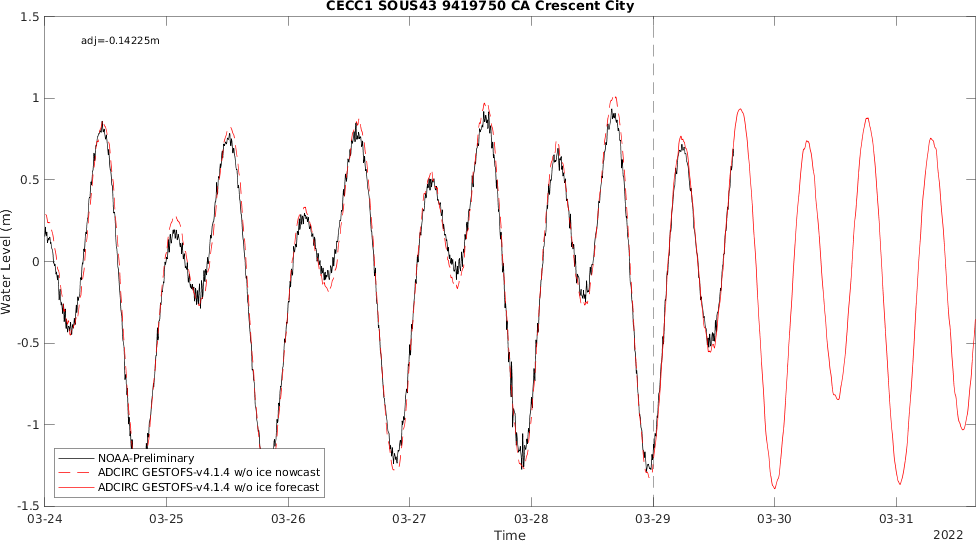 CECC1 SOUS43 9419750 CA Crescent City
adj=-0.14225m
1.5
1
0.5
0
-0.5
-1
-1.5
Water Level (m)
NOAA-Preliminary
ADCIRC GESTOFS-v4.1.4 w/o ice nowcast
ADCIRC GESTOFS-v4.1.4 w/o ice forecast
03-24 03-25 03-26 03-27 03-28 03-29 03-30 03-31
Time
2022